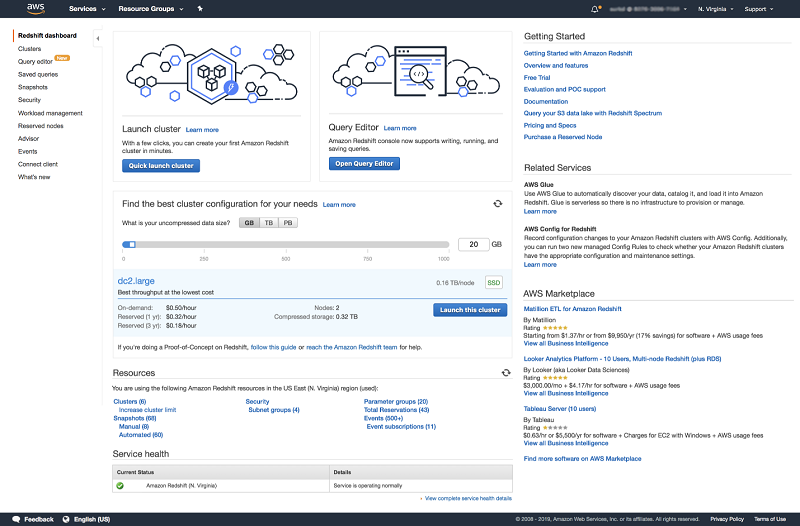 aws
Services
Resource Groups
N. Virginia
Support
Redshift dashboard
Clusters
Query editor New
Saved queries
Snapshots
Security
Workload management
Reserved nodes
Advisor
Events
Connect client
What's new
Launch cluster Learn more
With a few clicks, you can create your first Amazon Redshift
cluster in minutes.
Quick launch cluster
Query Editor Learn more
Amazon Redshift console now supports writing, running, and
saving queries.
Open Query Editor
Find the best cluster configuration for your needs Learn more
What is your uncompressed data size? GB TB PB
20 GB
0 250 500 750 1000
dc2.large
Best throughput at the lowest cost
0.16 TB/node SSD
On-demand: $0.50/hour
Reserved (1 yr): $0.32/hour
Reserved (3 yr): $0.18/hour
Nodes: 2
Compressed storage: 0.32 TB
Launch this cluster
If you're doing a Proof-of-Concept on Redshift, follow this guide or reach the Amazon Redshift team for help.
Resources
You are using the following Amazon Redshift resources in the US East (N. Virginia) region (used):
Clusters (6)
Increase cluster limit
Snapshots (68)
Manual (8)
Automated (60)
Security
Subnet groups (4)
Parameter groups (20)
Total Reservations (43)
Events (500+)
Event subscriptions (11)
Service health
Current Status Details
Amazon Redshift (N. Virginia) Service is operating normally
View complete service health details
Getting Started
Getting Started with Amazon Redshift
Overview and features
Free Trial
Evaluation and POC support
Documentation
Query your S3 data lake with Redshift Spectrum
Pricing and Specs
Purchase a Reserved Node
Related Services
AWS Glue
Use AWS Glue to automatically discover your data, catalog it, and load it into Amazon
Redshift. Glue is serverless so there is no infrastructure to provision or manage.
Learn more
AWS Config for Redshift
Record configuration changes to your Amazon Redshift clusters with AWS Config. Additionally,
you can run two new managed Config Rules to check whether your Amazon Redshift clusters
have the appropriate configuration and maintenance settings.
Learn more
AWS Marketplace
Matillion ETL for Amazon Redshift
By Matillion
Rating
Starting from $1.37/hr or from $9,950/yr (17% savings) for software + AWS usage fees
View all Business Intelligence
Looker Analytics Platform - 10 Users, Multi-node Redshift (plus RDS)
By Looker (aka Looker Data Sciences)
Rating
$3,000.00/mo + $4.17/hr for software + AWS usage fees
View all Business Intelligence
Tableau Server (10 users)
By Tableau
Rating
$0.63/hr or $5,500/yr for software + Charges for EC2 with Windows + AWS usage fees
View all Business Intelligence
Find more software on AWS Marketplace
Feedback English (US)
© 2008 - 2019, Amazon Web Services, Inc. or its affiliates. All rights reserved. Privacy Policy Terms of Use